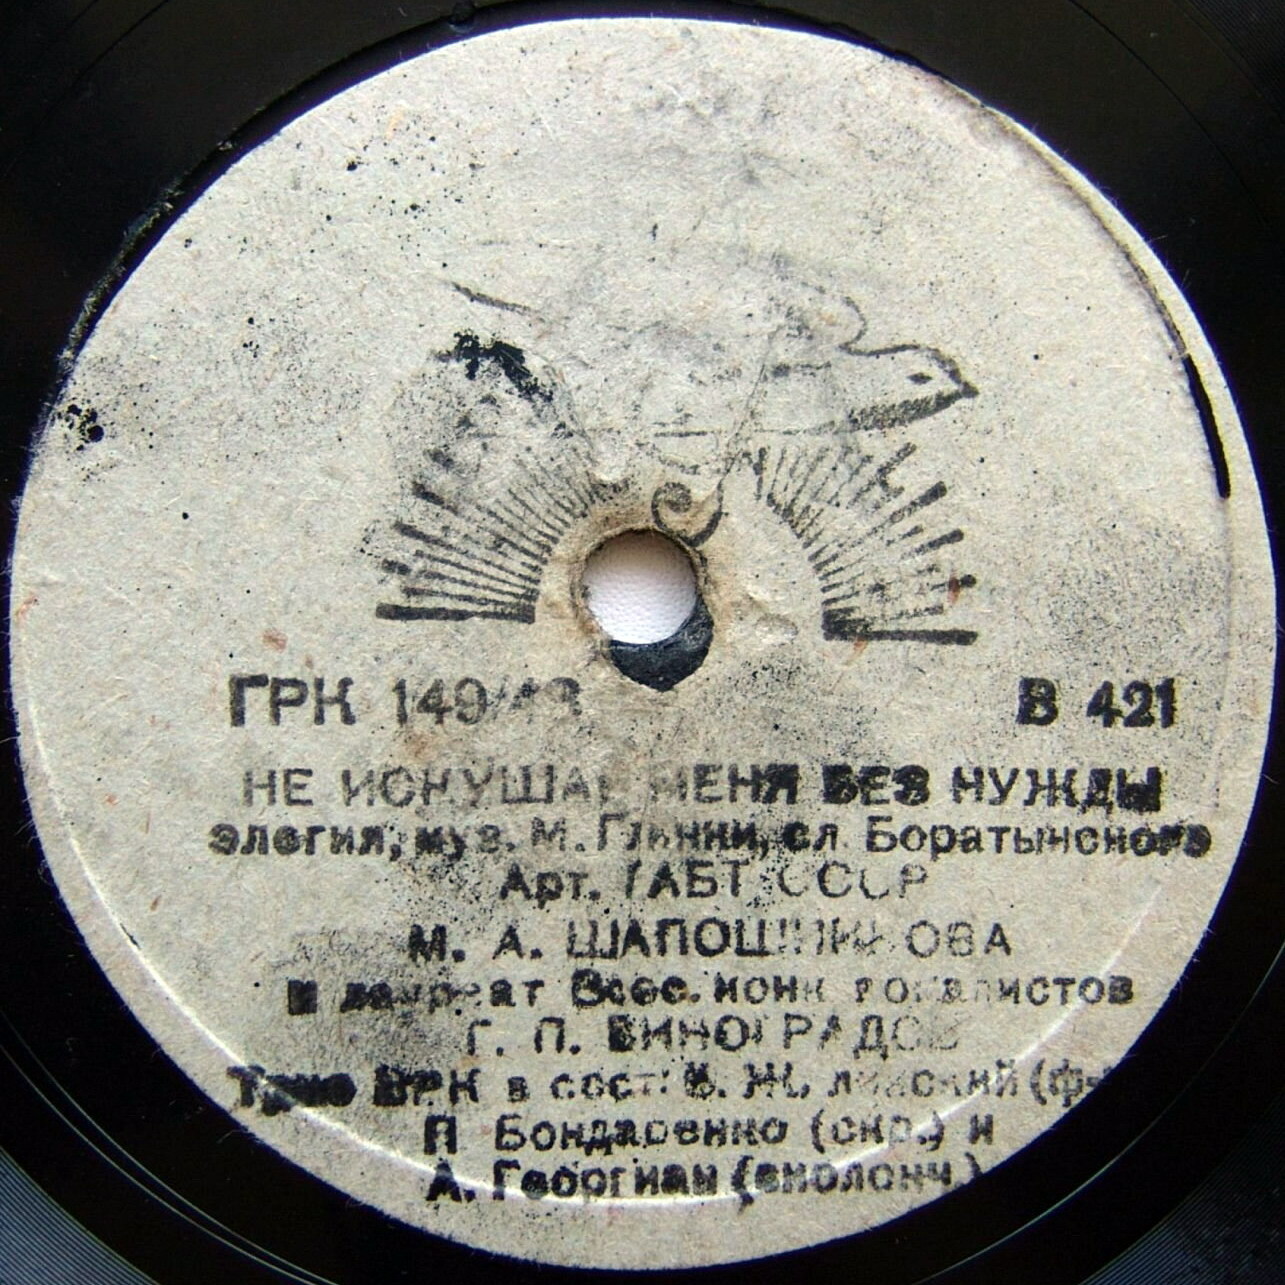 ГРК 149/43 В 421
НЕ ИСКУШАЙ МЕНЯ БЕЗ НУЖДЫ
элегия, муз. М. Глинки, сл. Боратынского
Арт. ГАБТ СССР
М. А. ШАПОШНИКОВА
и лауреат Всес. конк. вокалистов
Г. П. ВИНОГРАДОВ
Трио ВРК в сост:
П Бондаренко (скр.) и
А. Георгиан (виолонч.)